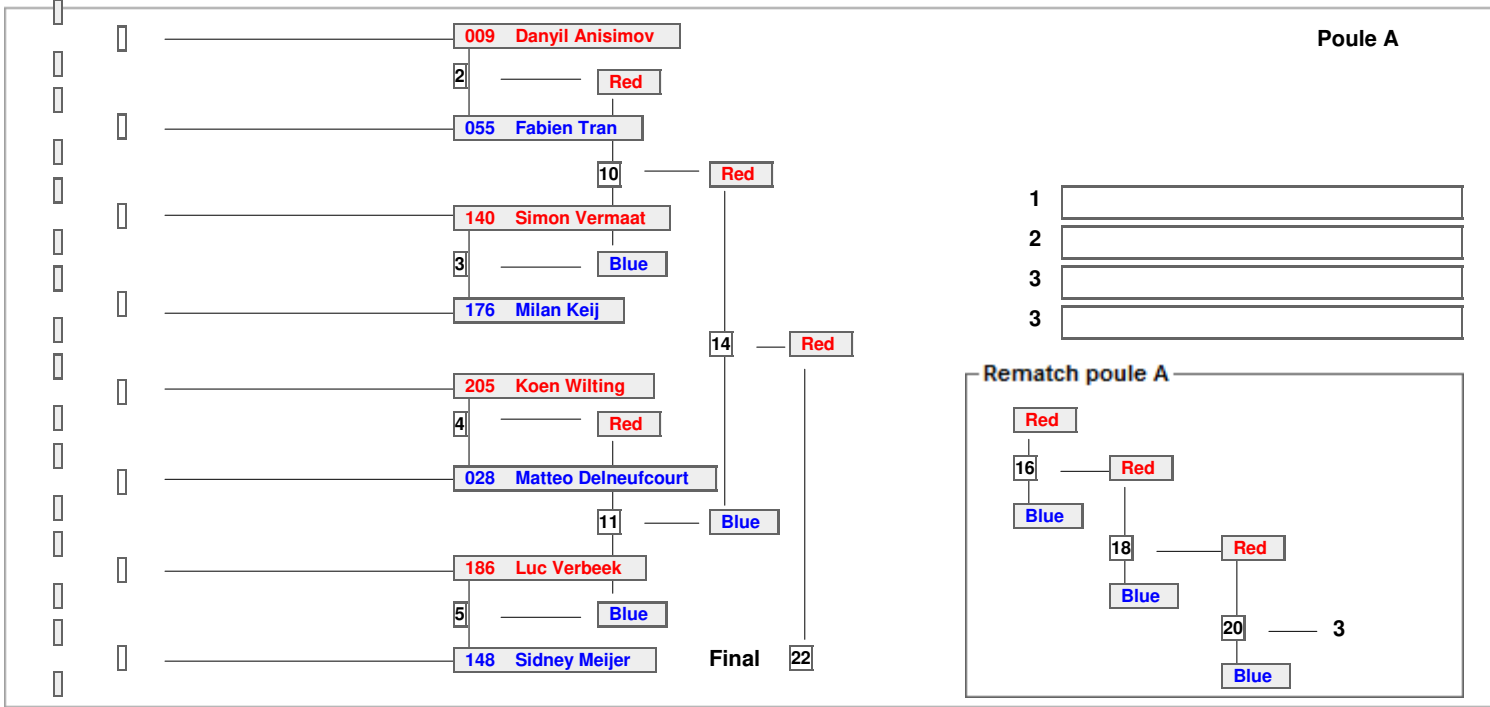 009 Danyil Anisimov
Poule A
2
Red
055 Fabien Tran
10
Red
1
140 Simon Vermaat
2
3
Blue
3
176 Milan Keij
3
14
Red
Rematch poule A
205 Koen Wilting
Red
4
Red
16
Red
028 Matteo Delneufcourt
Blue
11
Blue
18
Red
186 Luc Verbeek
Blue
5
Blue
20
3
148 Sidney Meijer
Final
22
Blue